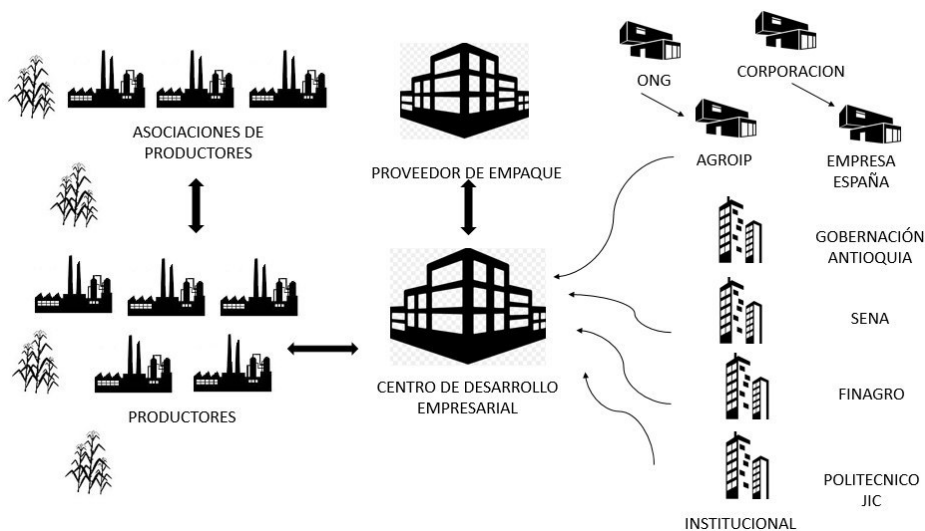 ONG
CORPORACION
ASOCIACIONES DE
PRODUCTORES
PROVEEDOR DE EMPAQUE
AGROIP
EMPRESA
ESPAÑA
GOBERNACIÓN
ANTIOQUIA
SENA
CENTRO DE DESARROLLO
EMPRESARIAL
FINAGRO
PRODUCTORES
POLITECNICO
JIC
INSTITUCIONAL